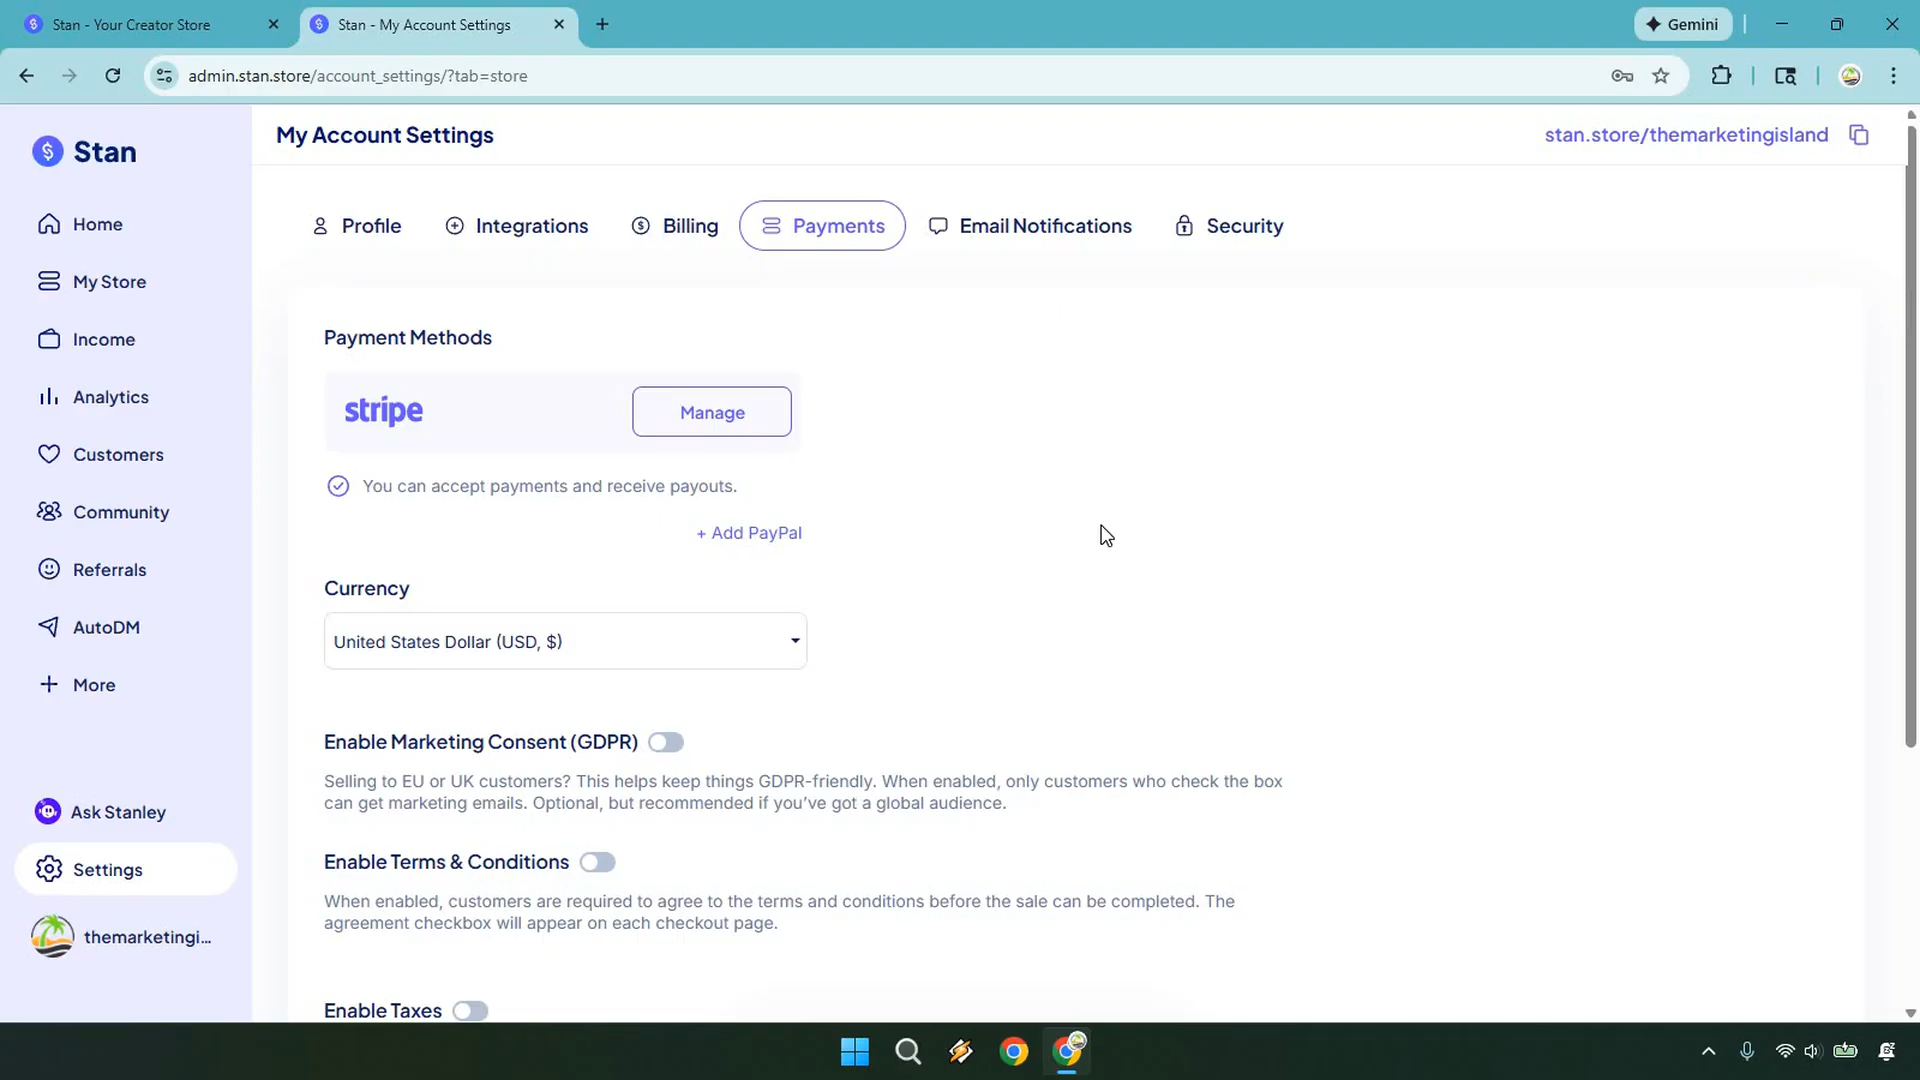 Stan - Your Creator Store
Stan - My Account Settings
Gemini
admin.stan.store/account_settings/?tab=store
Stan
My Account Settings
stan.store/themarketingisland
Profile
Integrations
Billing
Payments
Email Notifications
Security
Home
My Store
Income
Analytics
Customers
Community
Referrals
AutoDM
More
Ask Stanley
Settings
themarketingi...
Payment Methods
stripe
Manage
You can accept payments and receive payouts.
+ Add PayPal
Currency
United States Dollar (USD, $)
Enable Marketing Consent (GDPR)
Selling to EU or UK customers? This helps keep things GDPR-friendly. When enabled, only customers who check the box
can get marketing emails. Optional, but recommended if you’ve got a global audience.
Enable Terms & Conditions
When enabled, customers are required to agree to the terms and conditions before the sale can be completed. The
agreement checkbox will appear on each checkout page.
Enable Taxes